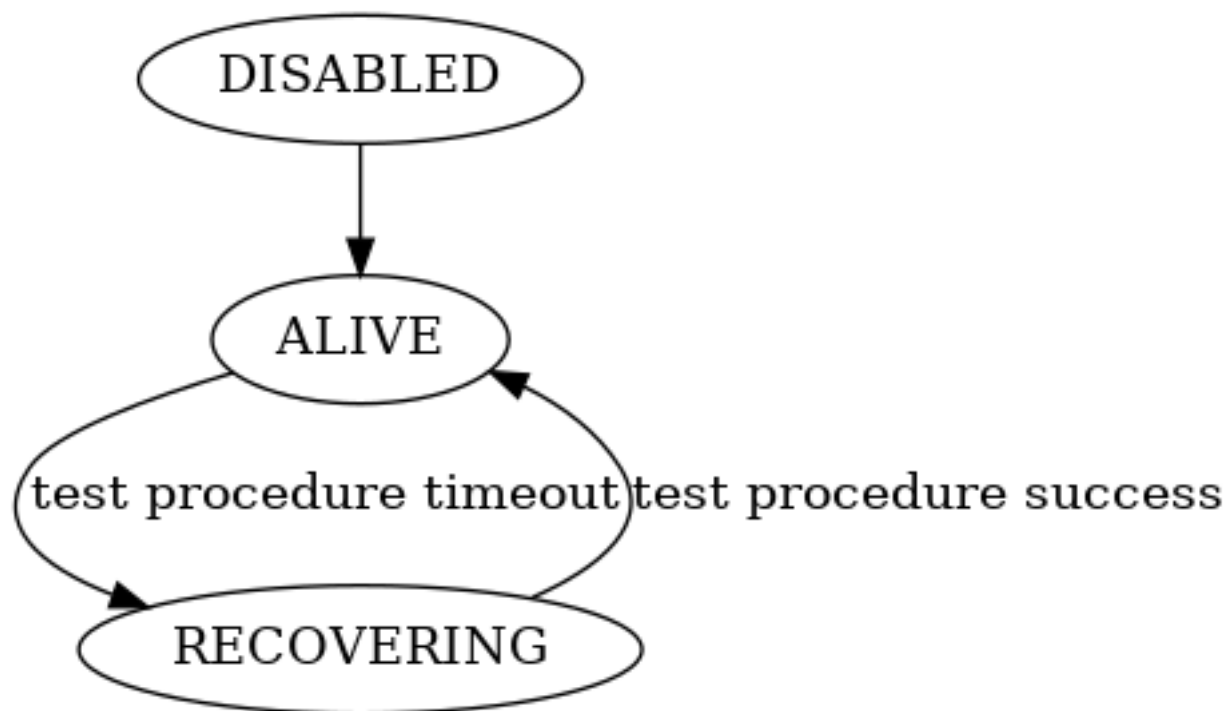 DISABLED
ALIVE
test procedure timeout
test procedure success
RECOVERING